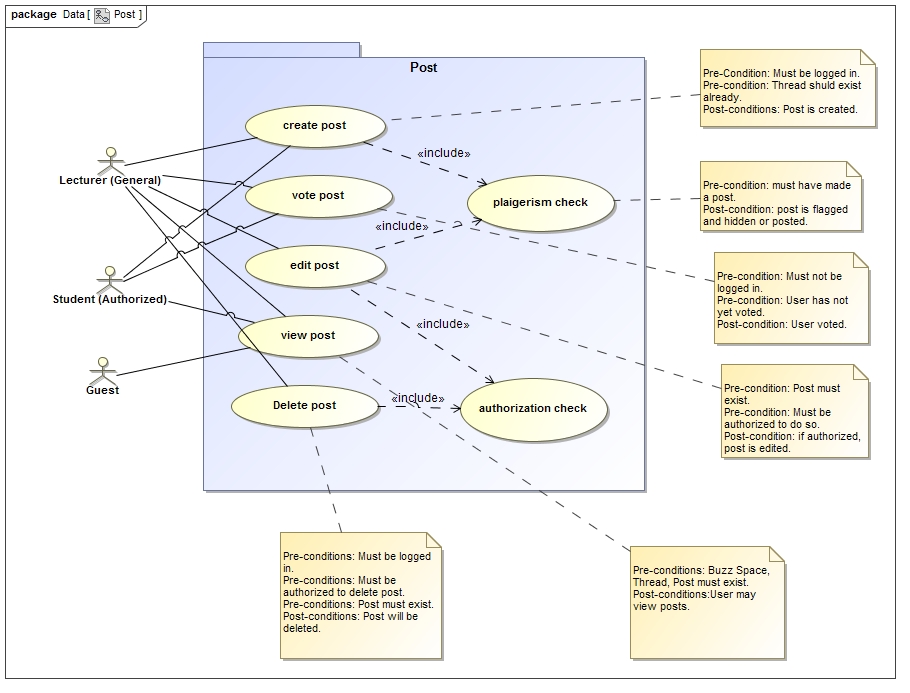 package Data [ Post ]
Post
create post
vote post
edit post
view post
Delete post
plaigerism check
authorization check
«include»
«include»
«include»
«include»
Lecturer (General)
Student (Authorized)
Guest
Pre-Condition: Must be logged in.
Pre-condition: Thread shuld exist
already.
Post-conditions: Post is created.
Pre-condition: must have made
a post.
Post-condition: post is flagged
and hidden or posted.
Pre-condition: Must not be
logged in.
Pre-condition: User has not
yet voted.
Post-condition: User voted.
Pre-condition: Post must
exist.
Pre-condition: Must be
authorized to do so.
Post-condition: if authorized,
post is edited.
Pre-conditions: Must be logged
in.
Pre-conditions: Must be
authorized to delete post.
Pre-conditions: Post must exist.
Post-conditions: Post will be
deleted.
Pre-conditions: Buzz Space,
Thread, Post must exist.
Post-conditions:User may
view posts.